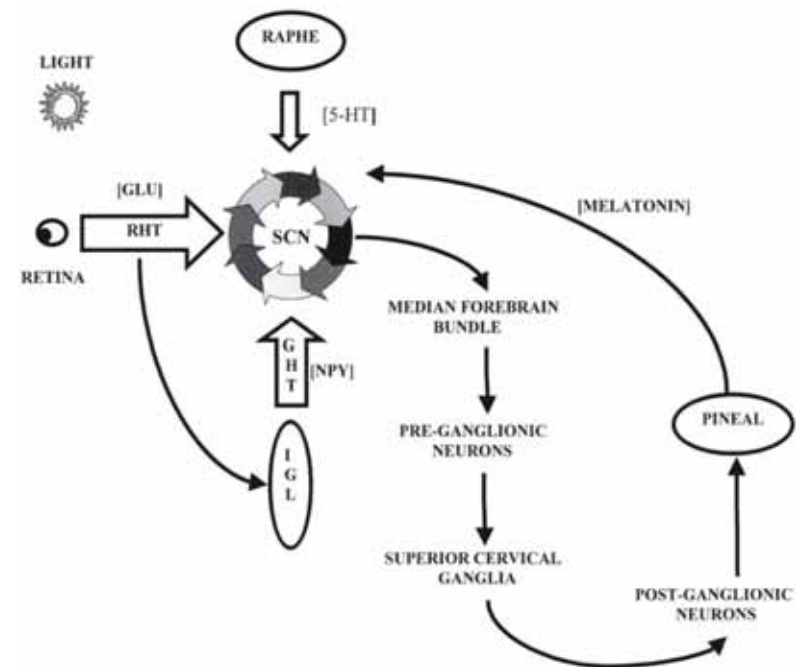 RAPHE
LIGHT
[5-HT]
[GLU]
RHT
RETINA
SCN
[MELATONIN]
MEDIAN FOREBRAIN
BUNDLE
G
H
T
[NPY]
I
G
L
PRE-GANGLIONIC
NEURONS
PINEAL
SUPERIOR CERVICAL
GANGLIA
POST-GANGLIONIC
NEURONS